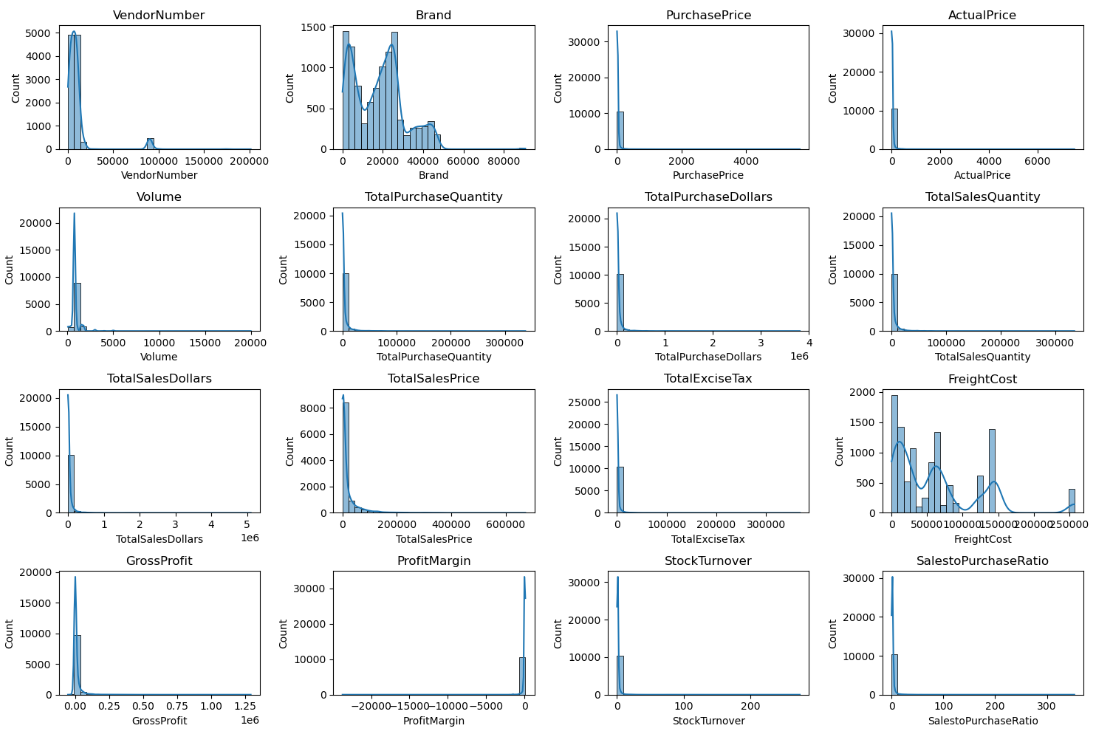 VendorNumber
Brand
PurchasePrice
ActualPrice
Count
5000
4000
3000
2000
1000
0
0 50000 100000 150000 200000
VendorNumber
Count
1500
1000
500
0
0 20000 40000 60000 80000
Brand
Count
30000
20000
10000
0
0 2000 4000
PurchasePrice
Count
30000
20000
10000
0
0 2000 4000 6000
ActualPrice
Volume
TotalPurchaseQuantity
TotalPurchaseDollars
TotalSalesQuantity
Count
20000
15000
10000
5000
0
0 5000 10000 15000 20000
Volume
Count
20000
15000
10000
5000
0
0 100000 200000 300000
TotalPurchaseQuantity
Count
20000
15000
10000
5000
0
0 1 2 3 4
1e6
TotalPurchaseDollars
Count
20000
15000
10000
5000
0
0 100000 200000 300000
TotalSalesQuantity
TotalSalesDollars
TotalSalesPrice
TotalExciseTax
FreightCost
Count
20000
15000
10000
5000
0
0 1 2 3 4 5
1e6
TotalSalesDollars
Count
8000
6000
4000
2000
0
0 200000 400000 600000
TotalSalesPrice
Count
25000
20000
15000
10000
5000
0
0 100000 200000 300000
TotalExciseTax
Count
2000
1500
1000
500
0
0 50000 100000 150000 200000 250000
FreightCost
GrossProfit
ProfitMargin
StockTurnover
SalestoPurchaseRatio
Count
20000
15000
10000
5000
0
0.00 0.25 0.50 0.75 1.00 1.25
1e6
GrossProfit
Count
30000
20000
10000
0
−20000 −15000 −10000 −5000 0
ProfitMargin
Count
30000
20000
10000
0
0 100 200
StockTurnover
Count
30000
20000
10000
0
0 100 200 300
SalestoPurchaseRatio